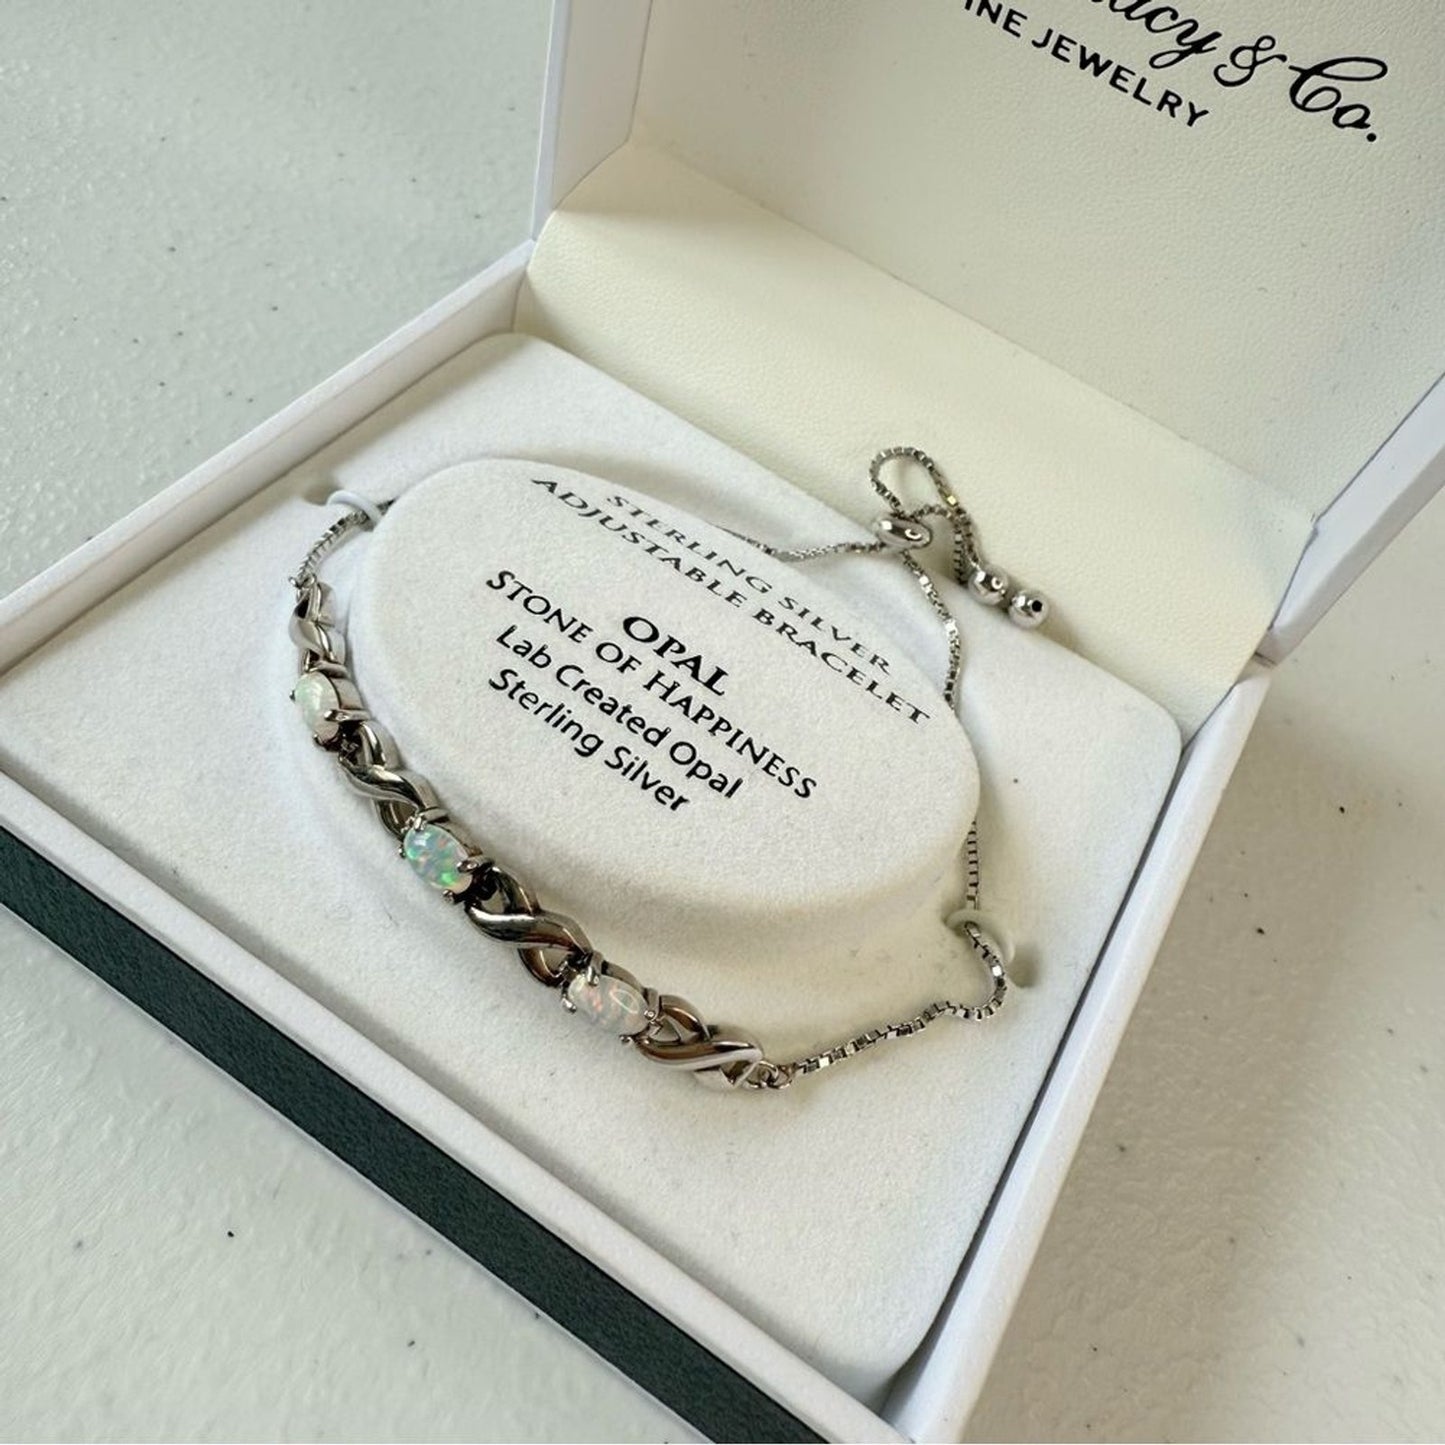 & Co.
JEWELRY
STERLING SILVER
ADJUSTABLE BRACELET
OPAL
STONE OF HAPPINESS
Lab Created Opal
Sterling Silver